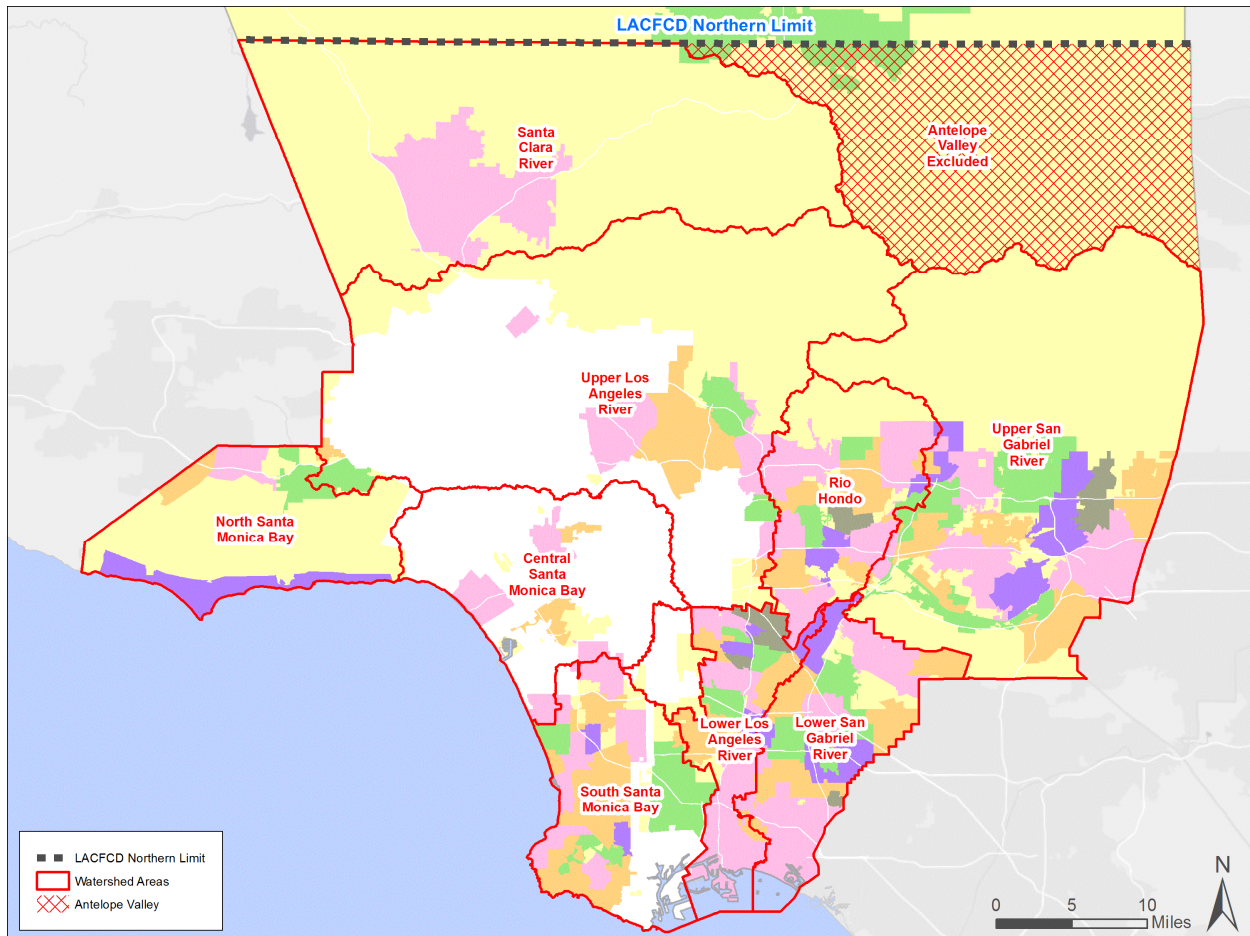 LACFCD Northern Limit
Santa
Clara
River
Antelope
Valley
Excluded
Upper Los
Angeles
River
Upper San
Gabriel
River
Rio
Hondo
North Santa
Monica Bay
Central
Santa
Monica Bay
Lower Los
Angeles
River
Lower San
Gabriel
River
South Santa
Monica Bay
LACFCD Northern Limit
Watershed Areas
Antelope Valley
N
0 5 10
Miles